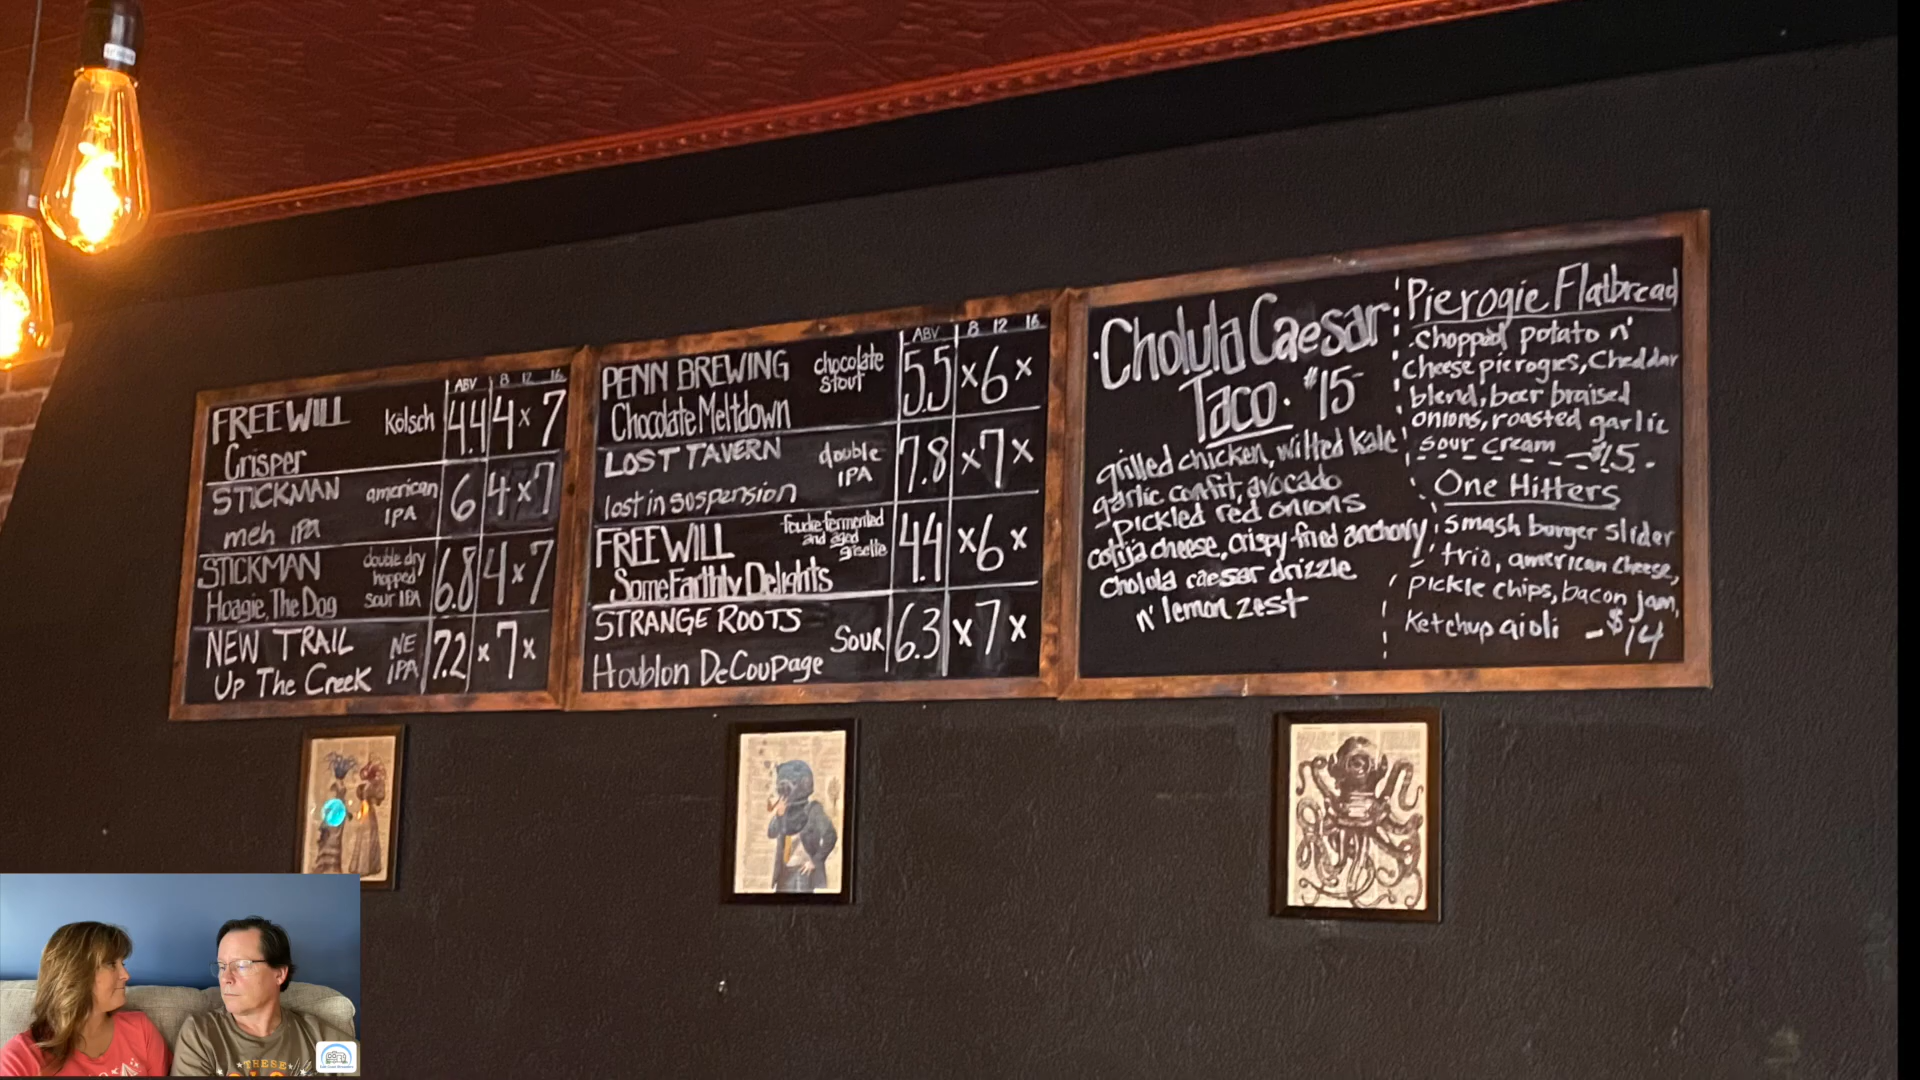 ABV 8 12 16
FREE WILL kölsch 4.4 4 x 7
Crisper
STICKMAN american IPA 6 4 x 7
meh IPA
STICKMAN double dry hopped sour IPA 6.8 4 x 7
Hoagie, The Dog
NEW TRAIL NE IPA 7.2 x 7 x
Up The Creek
ABV 8 12 16
PENN BREWING chocolate stout 5.5 x 6 x
Chocolate Meltdown
LOST TAVERN double IPA 7.8 x 7 x
lost in suspension
FREE WILL foudre fermented and aged grisette 4.4 x 6 x
Some Earthly Delights
STRANGE ROOTS SOUR 6.3 x 7 x
Houblon DeCoupage
Cholula Caesar
Taco. $15
grilled chicken, wilted kale
garlic confit, avocado
pickled red onions
cotija cheese, crispy fried anchovy
Cholula caesar drizzle
n' lemon zest
Pierogie Flatbread
chopped potato n'
cheese pierogies, Cheddar
blend, beer braised
onions, roasted garlic
sour cream - $15.
One Hitters
smash burger slider
trio, american cheese,
pickle chips, bacon jam,
Ketchup aioli - $14
THESE